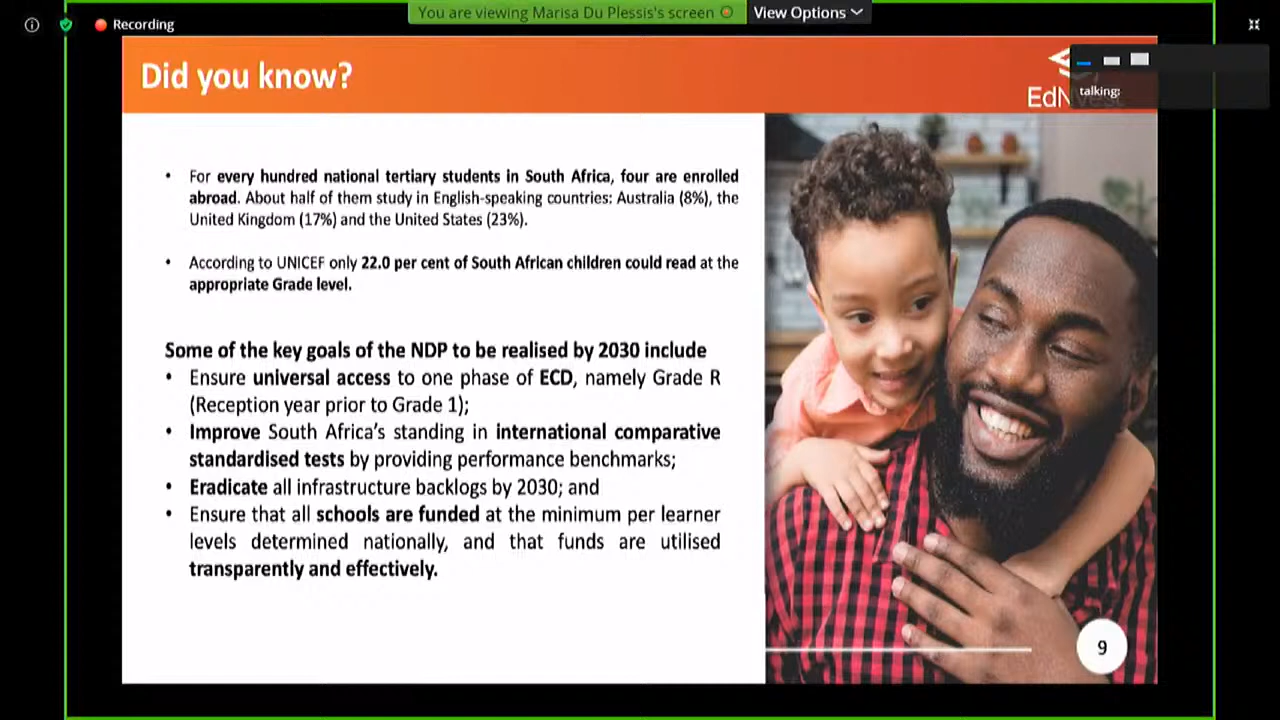 You are viewing Marisa Du Plessis's screen
View Options
Recording
Did you know?
talking:
• For every hundred national tertiary students in South Africa, four are enrolled
abroad. About half of them study in English-speaking countries: Australia (8%), the
United Kingdom (17%) and the United States (23%).
• According to UNICEF only 22.0 per cent of South African children could read at the
appropriate Grade level.
Some of the key goals of the NDP to be realised by 2030 include
• Ensure universal access to one phase of ECD, namely Grade R
(Reception year prior to Grade 1);
• Improve South Africa's standing in international comparative
standardised tests by providing performance benchmarks;
• Eradicate all infrastructure backlogs by 2030; and
• Ensure that all schools are funded at the minimum per learner
levels determined nationally, and that funds are utilised
transparently and effectively.
9